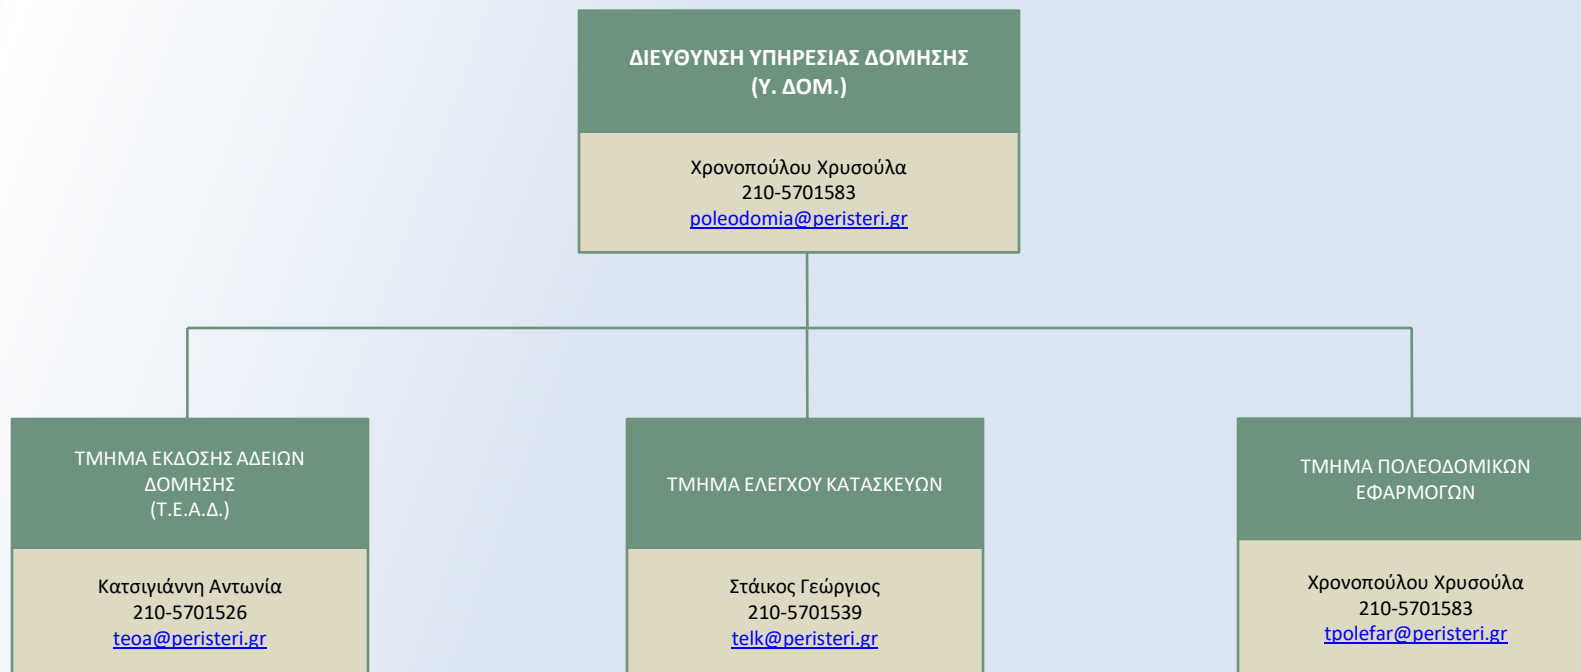 ΔΙΕΥΘΥΝΣΗ ΥΠΗΡΕΣΙΑΣ ΔΟΜΗΣΗΣ
(Υ. ΔΟΜ.)
Χρονοπούλου Χρυσούλα
210-5701583
poleodomia@peristeri.gr
ΤΜΗΜΑ ΕΚΔΟΣΗΣ ΑΔΕΙΩΝ
ΔΟΜΗΣΗΣ
(Τ.Ε.Α.Δ.)
Κατσιγιάννη Αντωνία
210-5701526
teoa@peristeri.gr
ΤΜΗΜΑ ΕΛΕΓΧΟΥ ΚΑΤΑΣΚΕΥΩΝ
Στάικος Γεώργιος
210-5701539
telk@peristeri.gr
ΤΜΗΜΑ ΠΟΛΕΟΔΟΜΙΚΩΝ
ΕΦΑΡΜΟΓΩΝ
Χρονοπούλου Χρυσούλα
210-5701583
tpolefar@peristeri.gr